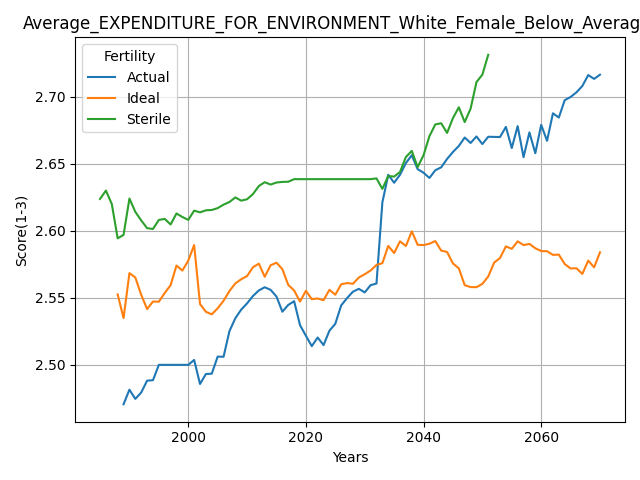 Average_EXPENDITURE_FOR_ENVIRONMENT_White_Female_Below_Averag
Fertility
Actual
Ideal
Sterile
2.70
2.65
2.60
2.55
2.50
Score(1-3)
2000 2020 2040 2060
Years